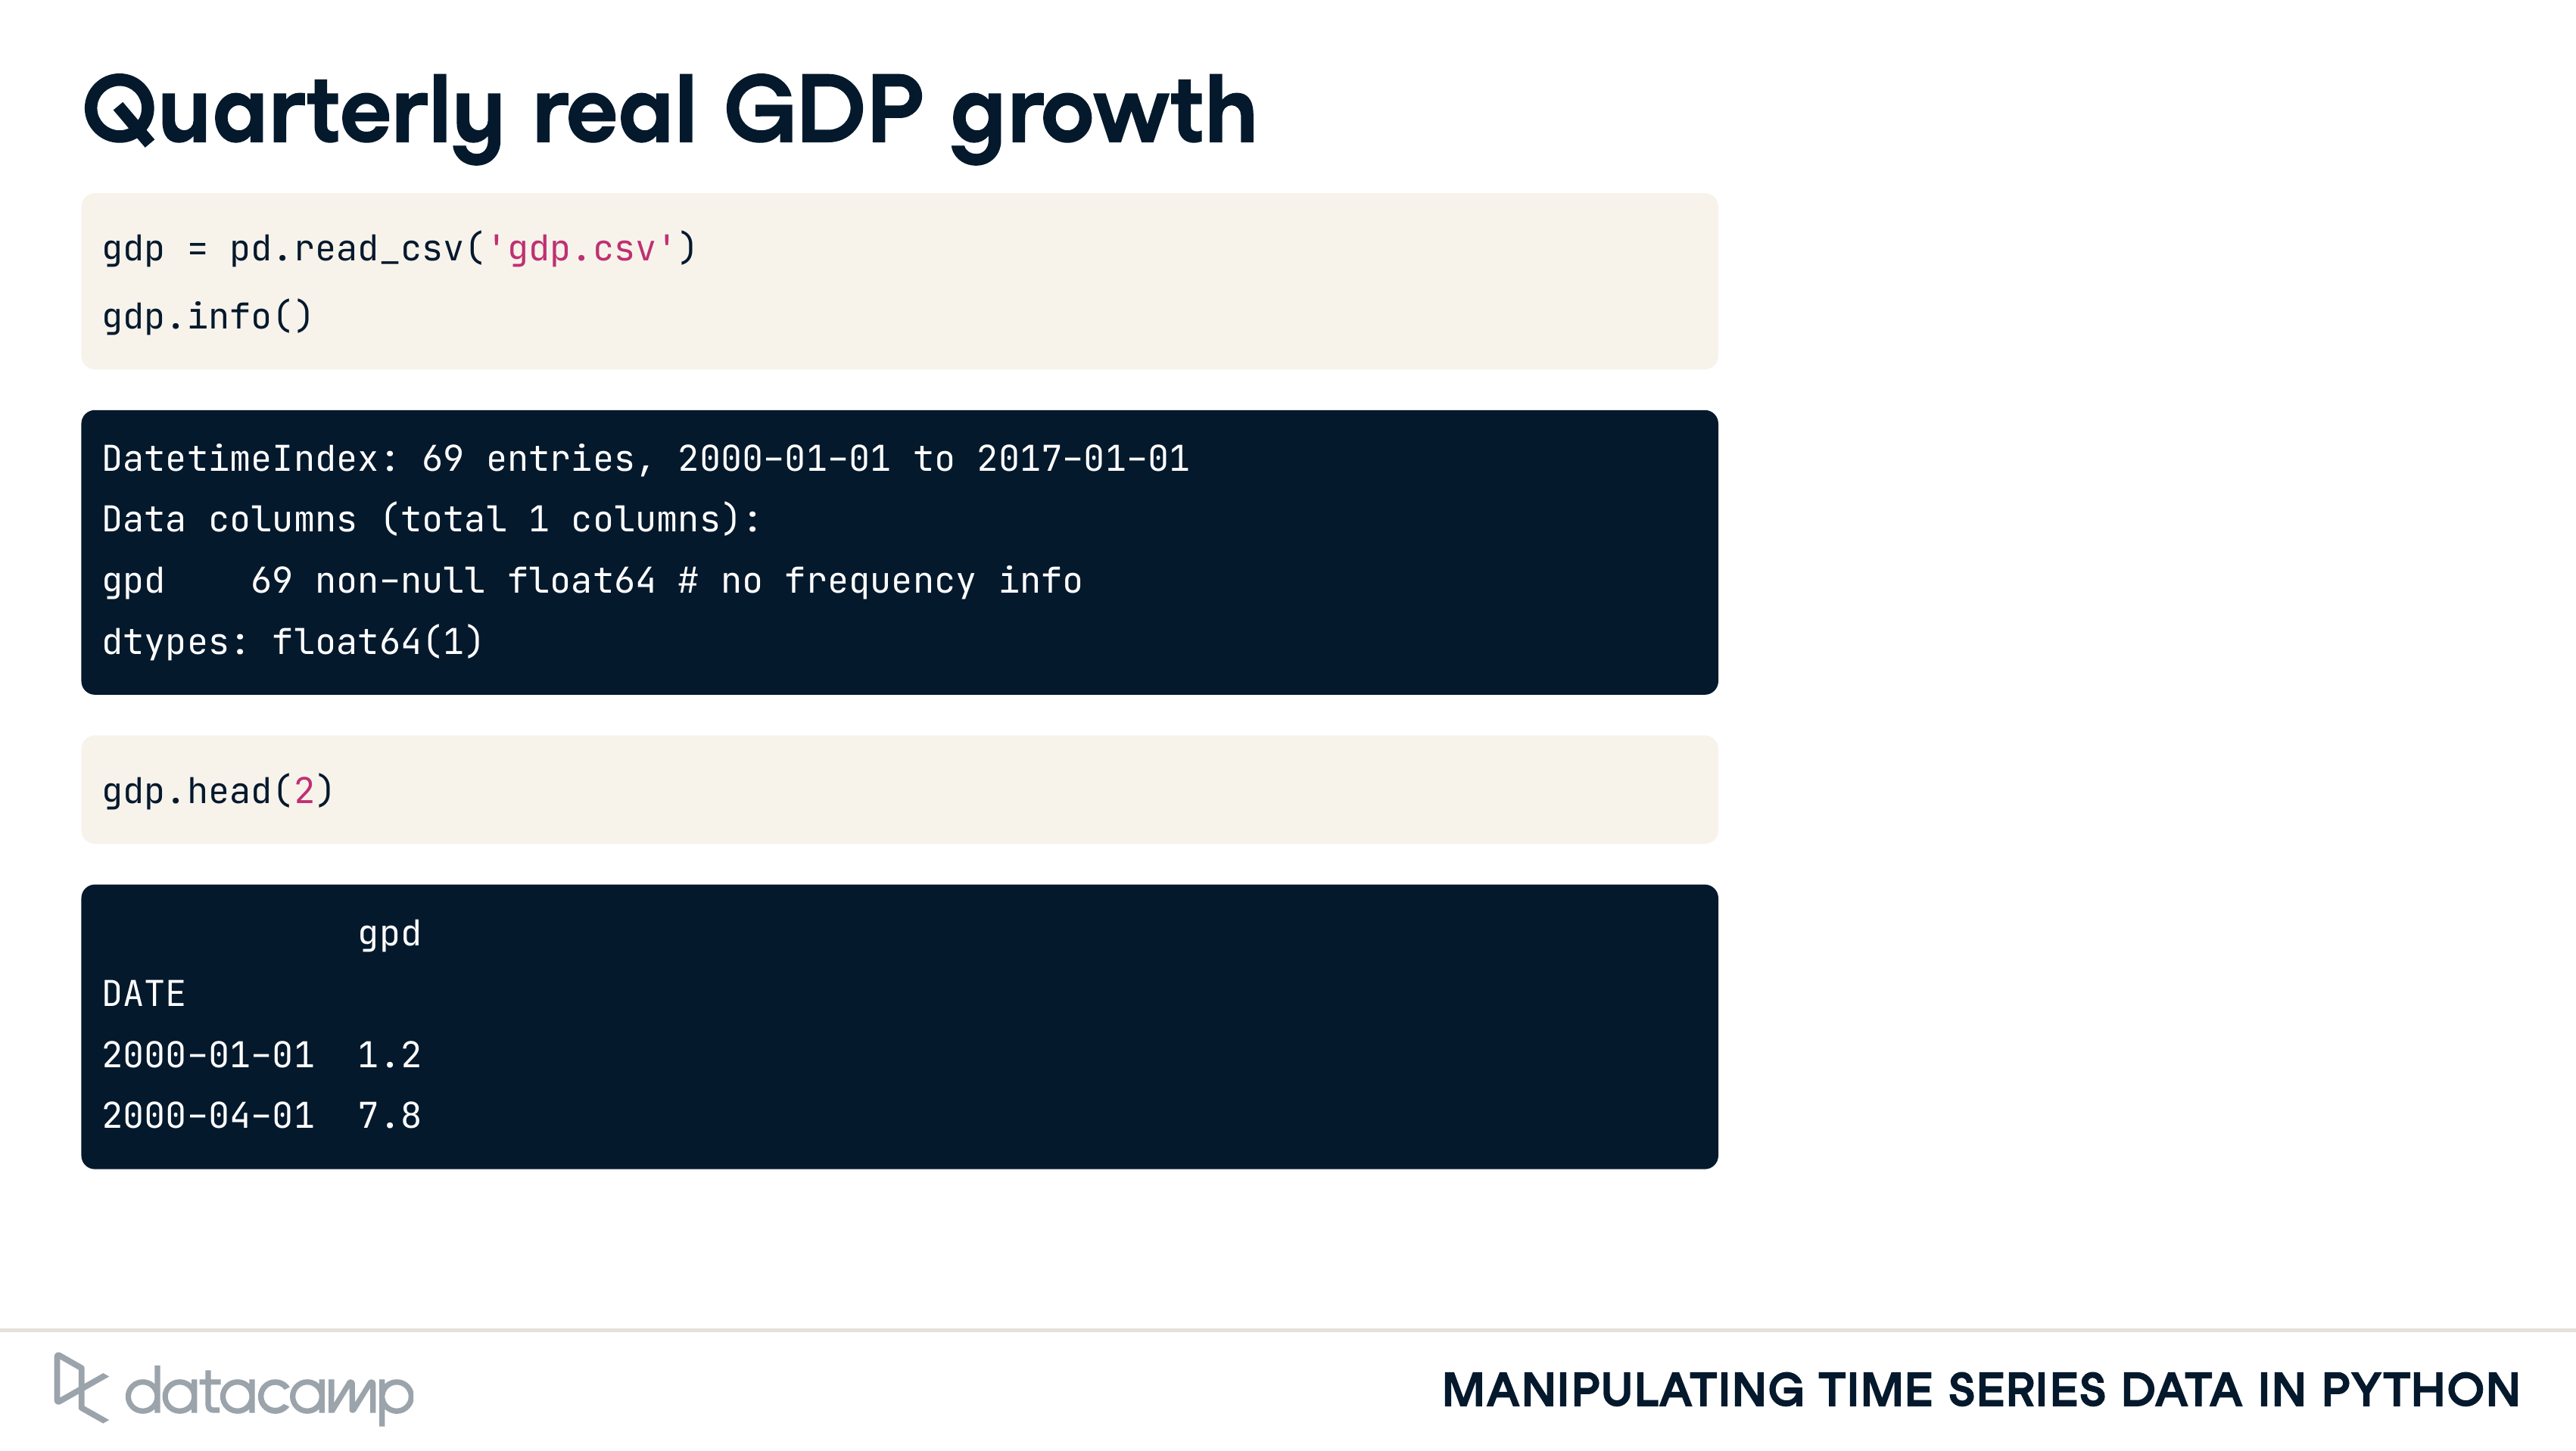 Quarterly real GDP growth
gdp = pd.read_csv('gdp.csv')
gdp.info()
DatetimeIndex: 69 entries, 2000-01-01 to 2017-01-01
Data columns (total 1 columns):
gpd    69 non-null float64 # no frequency info
dtypes: float64(1)
gdp.head(2)
            gpd
DATE
2000-01-01  1.2
2000-04-01  7.8
datacamp
MANIPULATING TIME SERIES DATA IN PYTHON